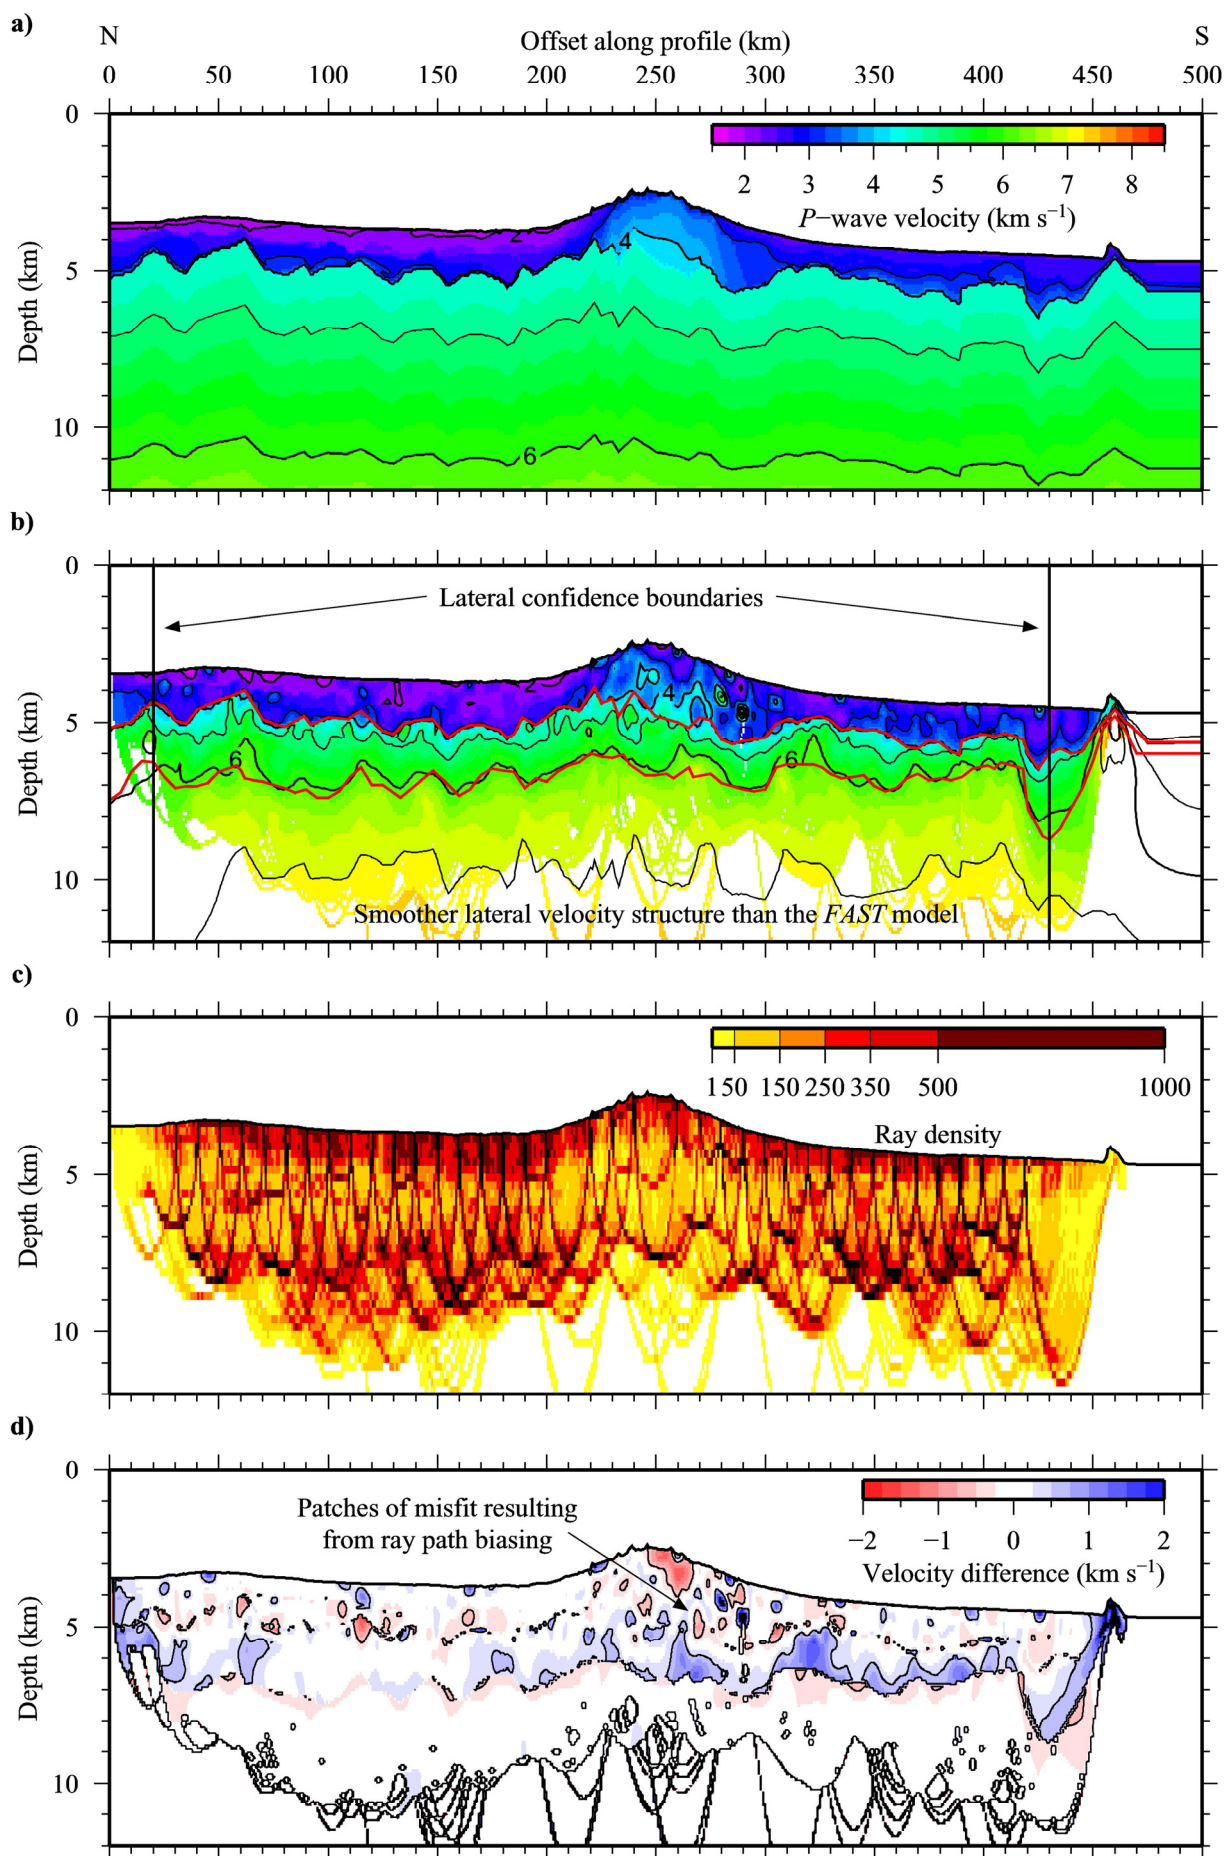 a)
N
Offset along profile (km)
S
0 50 100 150 200 250 300 350 400 450 500
0
5
10
Depth (km)
2 3 4 5 6 7 8
P−wave velocity (km s⁻¹)
2
4
6
b)
0
5
10
Depth (km)
Lateral confidence boundaries
2
4
6
6
Smoother lateral velocity structure than the FAST model
c)
0
5
10
Depth (km)
150 150 250 350 500 1000
Ray density
d)
0
5
10
Depth (km)
Patches of misfit resulting
from ray path biasing
−2 −1 0 1 2
Velocity difference (km s⁻¹)